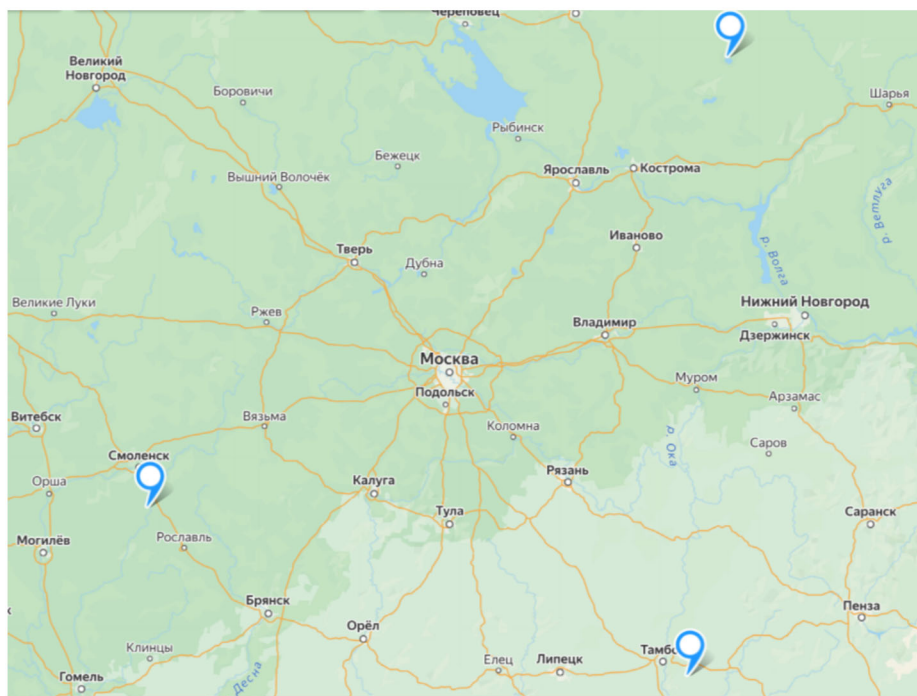 Череповец
Великий
Новгород
Боровичи
Шарья
Рыбинск
Бежецк
Вышний Волочёк
Ярославль
Кострома
р. Ветлуга
Иваново
р. Волга
Тверь
Дубна
Великие Луки
Ржев
Нижний Новгород
Владимир
Дзержинск
Москва
Подольск
Муром
Арзамас
Витебск
Вязьма
Коломна
р. Ока
Саров
Смоленск
Орша
Калуга
Рязань
Тула
Саранск
Могилёв
Рославль
Брянск
Пенза
Орёл
Клинцы
Тамбо
Елец
Липецк
Гомель
Десна